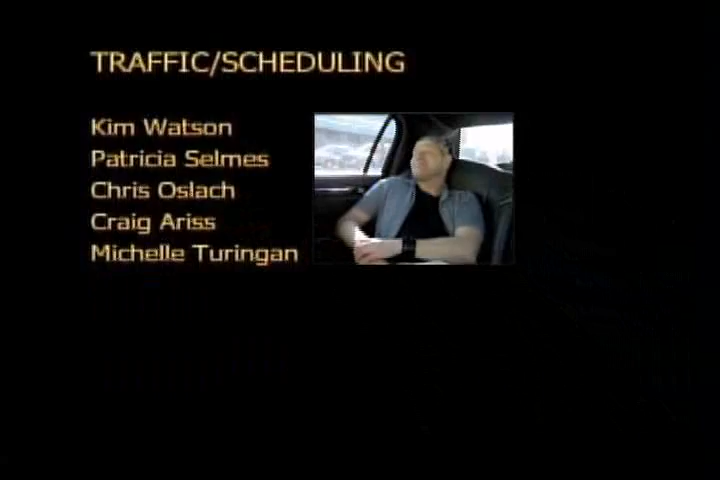 TRAFFIC/SCHEDULING
Kim Watson
Patricia Selmes
Chris Oslach
Craig Ariss
Michelle Turingan